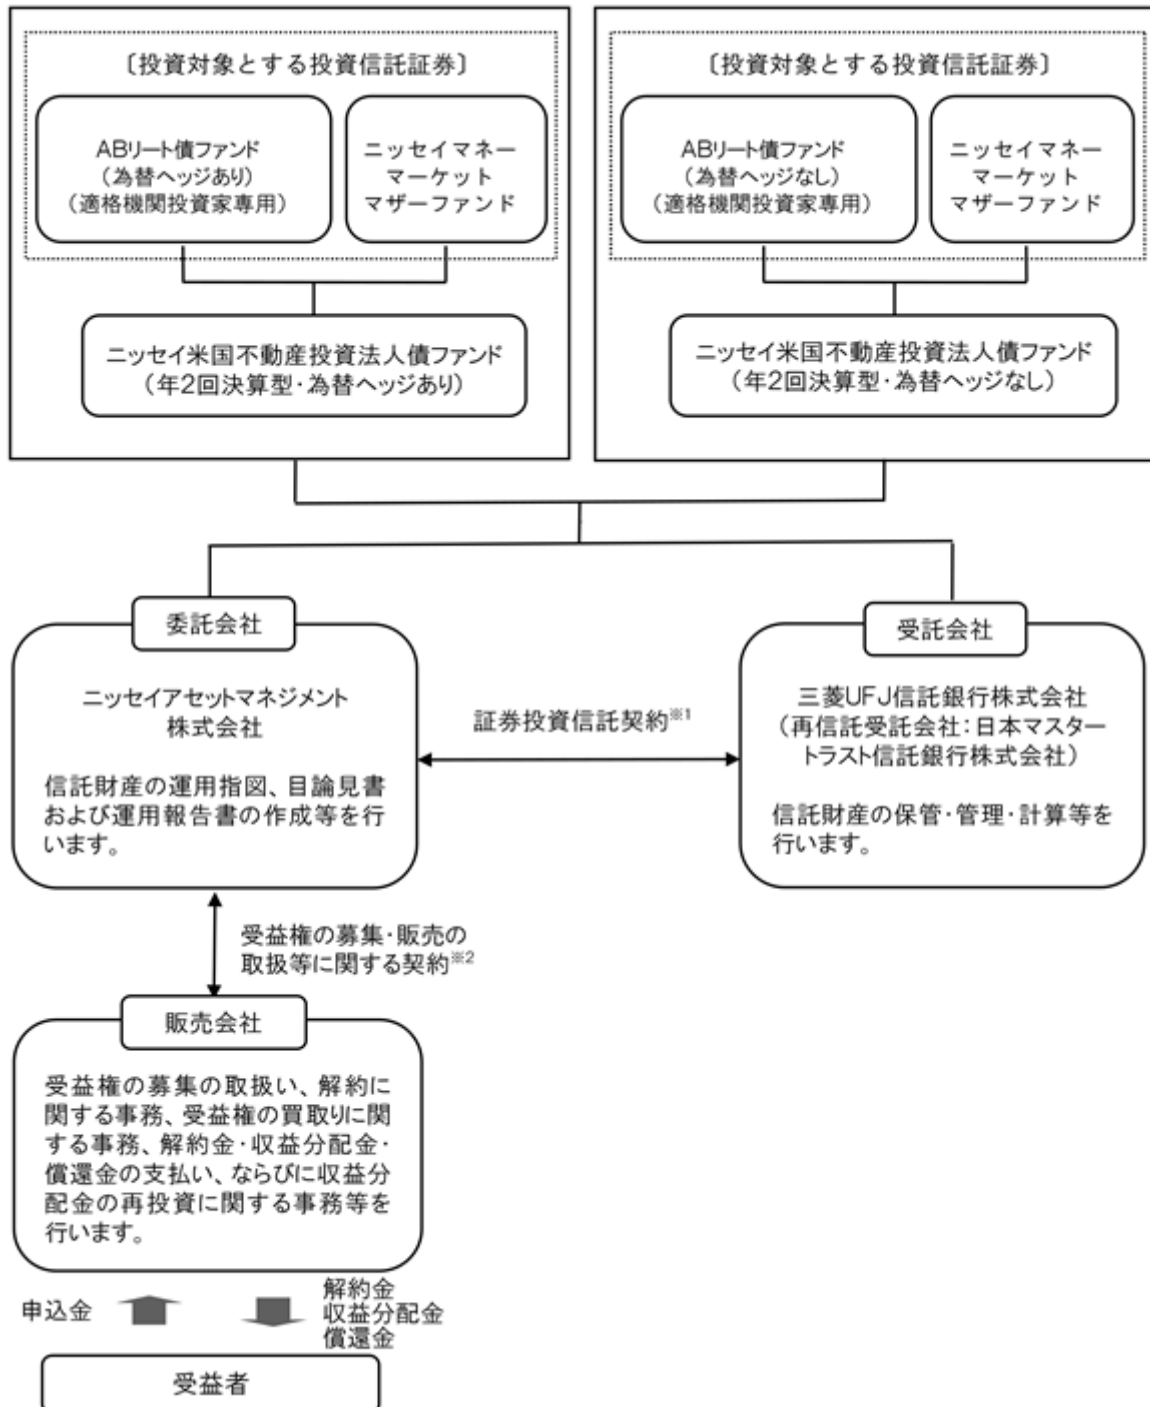 〔投資対象とする投資信託証券〕
ABリート債ファンド
(為替ヘッジあり)
(適格機関投資家専用)
ニッセイマネー
マーケット
マザーファンド
ニッセイ米国不動産投資法人債ファンド
(年2回決算型・為替ヘッジあり)
〔投資対象とする投資信託証券〕
ABリート債ファンド
(為替ヘッジなし)
(適格機関投資家専用)
ニッセイマネー
マーケット
マザーファンド
ニッセイ米国不動産投資法人債ファンド
(年2回決算型・為替ヘッジなし)
委託会社
ニッセイアセットマネジメント
株式会社
信託財産の運用指図、目論見書
および運用報告書の作成等を行
います。
証券投資信託契約※1
受託会社
三菱UFJ信託銀行株式会社
(再信託受託会社:日本マスター
トラスト信託銀行株式会社)
信託財産の保管・管理・計算等を
行います。
受益権の募集・販売の
取扱等に関する契約※2
販売会社
受益権の募集の取扱い、解約に
関する事務、受益権の買取りに関
する事務、解約金・収益分配金・
償還金の支払い、ならびに収益分
配金の再投資に関する事務等を
行います。
申込金
解約金
収益分配金
償還金
受益者